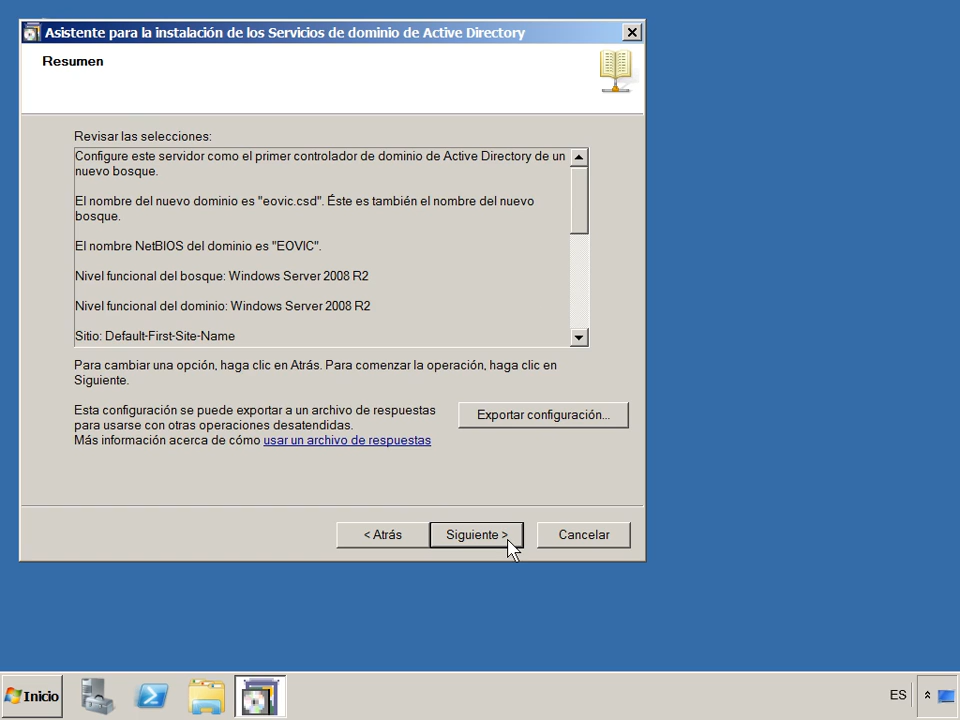 Asistente para la instalación de los Servicios de dominio de Active Directory
Resumen
Revisar las selecciones:
Configure este servidor como el primer controlador de dominio de Active Directory de un
nuevo bosque.
El nombre del nuevo dominio es "eovic.csd". Éste es también el nombre del nuevo
bosque.
El nombre NetBIOS del dominio es "EOVIC".
Nivel funcional del bosque: Windows Server 2008 R2
Nivel funcional del dominio: Windows Server 2008 R2
Sitio: Default-First-Site-Name
Para cambiar una opción, haga clic en Atrás. Para comenzar la operación, haga clic en
Siguiente.
Esta configuración se puede exportar a un archivo de respuestas
para usarse con otras operaciones desatendidas.
Más información acerca de cómo usar un archivo de respuestas
Exportar configuración...
< Atrás
Siguiente >
Cancelar
Inicio
ES